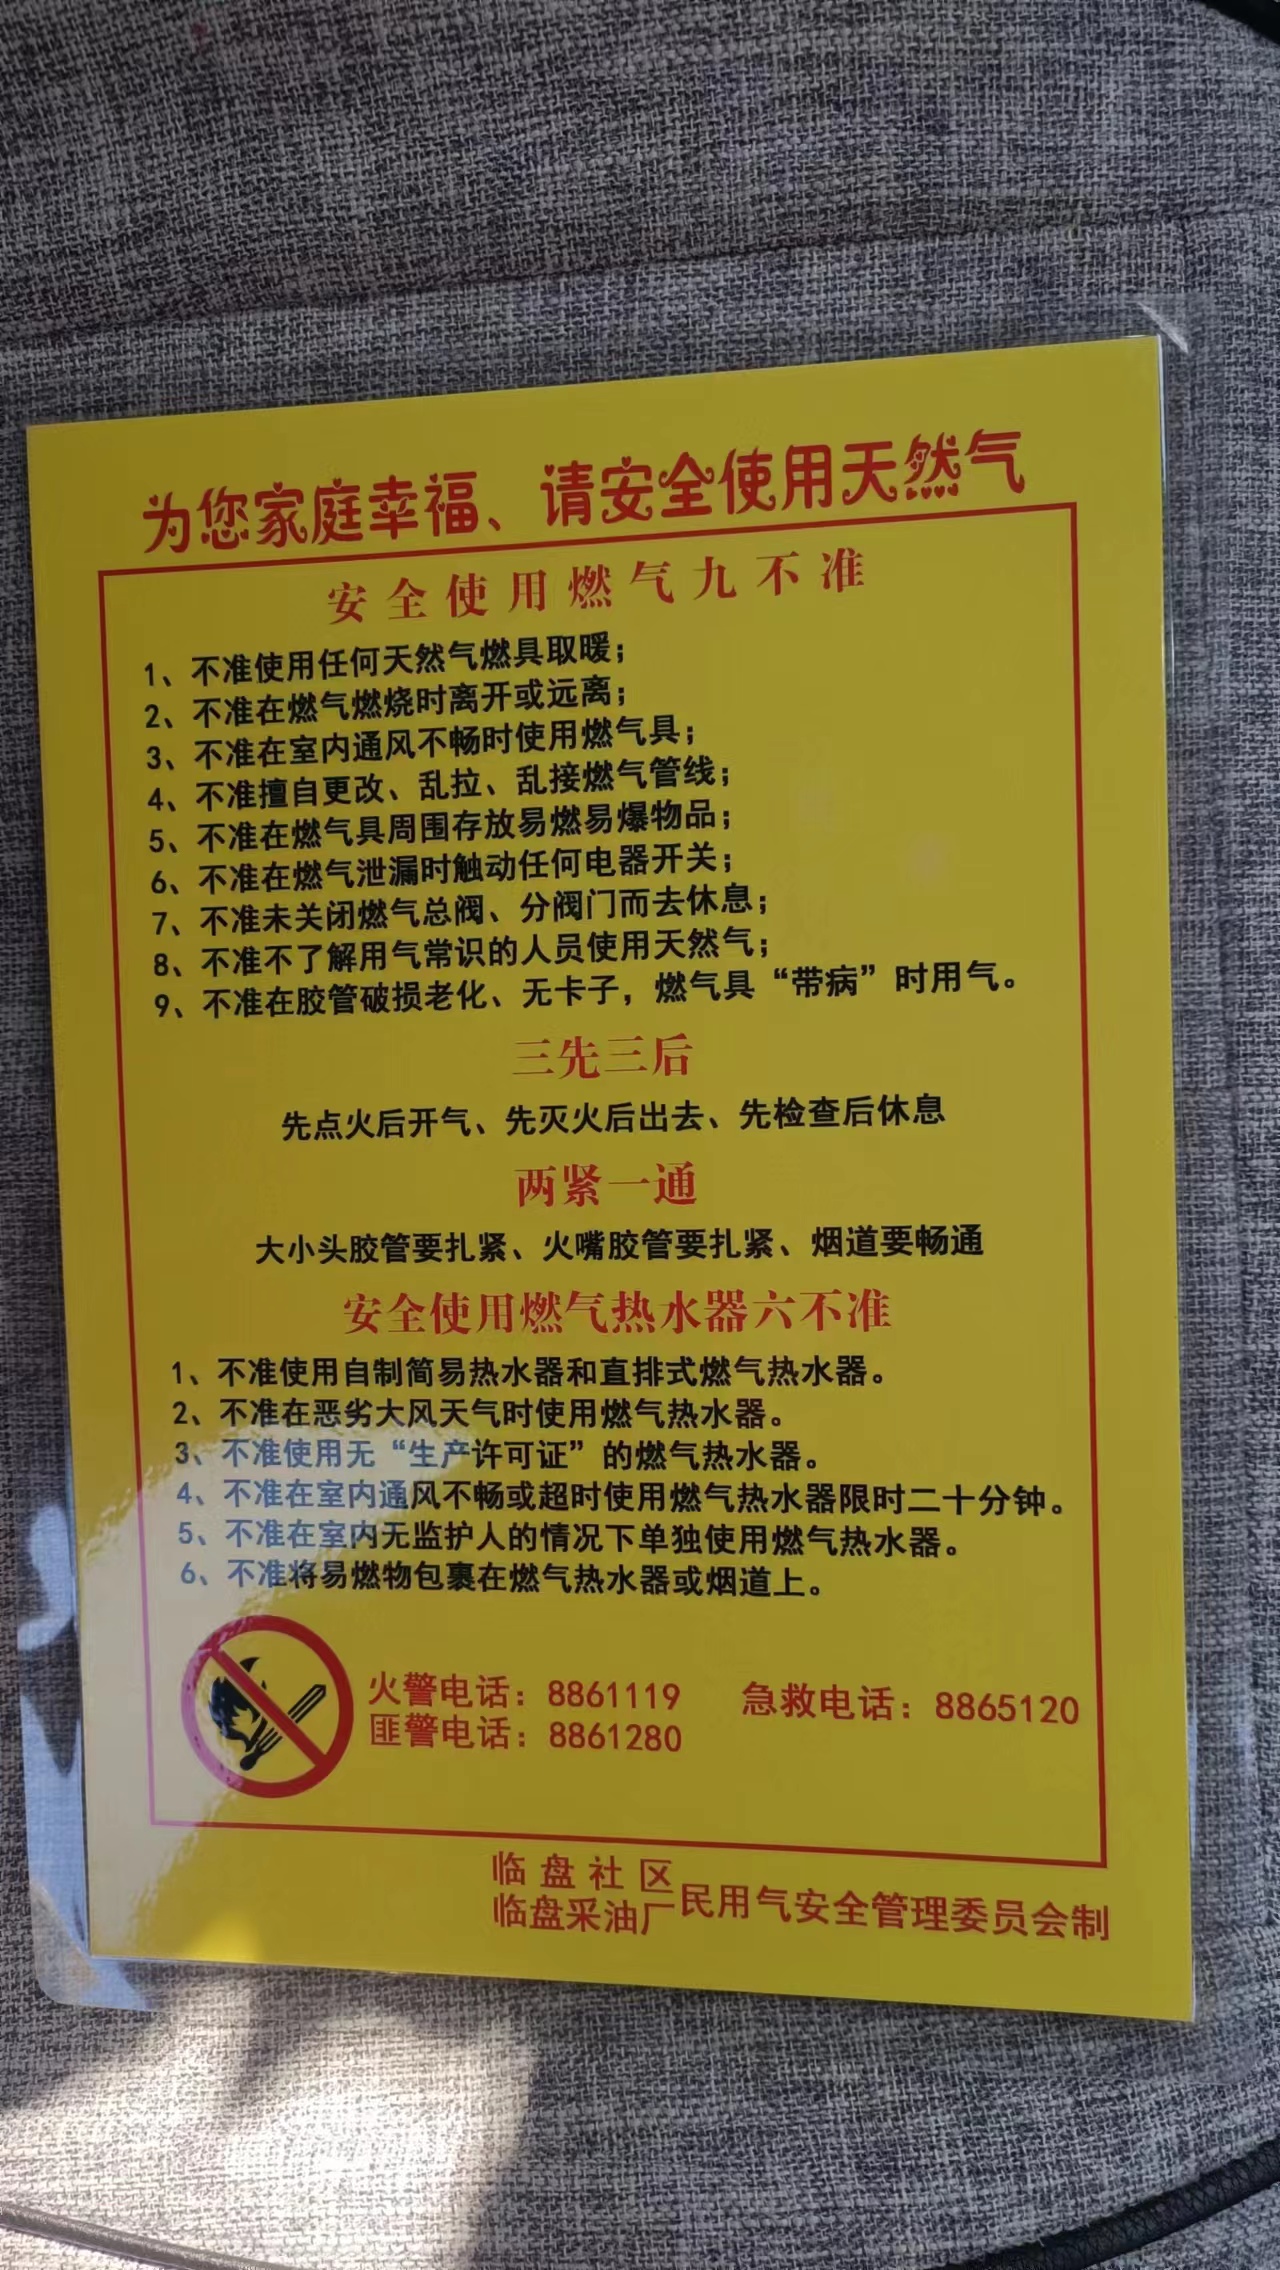 为您家庭幸福、请安全使用天然气
安全使用燃气九不准
1、不准使用任何天然气燃具取暖；
2、不准在燃气燃烧时离开或远离；
3、不准在室内通风不畅时使用燃气具；
4、不准擅自更改、乱拉、乱接燃气管线；
5、不准在燃气具周围存放易燃易爆物品；
6、不准在燃气泄漏时触动任何电器开关；
7、不准未关闭燃气总阀、分阀门而去休息；
8、不准不了解用气常识的人员使用天然气；
9、不准在胶管破损老化、无卡子，燃气具“带病”时用气。
三先三后
先点火后开气、先灭火后出去、先检查后休息
两紧一通
大小头胶管要扎紧、火嘴胶管要扎紧、烟道要畅通
安全使用燃气热水器六不准
1、不准使用自制简易热水器和直排式燃气热水器。
2、不准在恶劣大风天气时使用燃气热水器。
3、不准使用无“生产许可证”的燃气热水器。
4、不准在室内通风不畅或超时使用燃气热水器限时二十分钟。
5、不准在室内无监护人的情况下单独使用燃气热水器。
6、不准将易燃物包裹在燃气热水器或烟道上。
火警电话：8861119 急救电话：8865120
匪警电话：8861280
临盘社区
临盘采油厂民用气安全管理委员会制